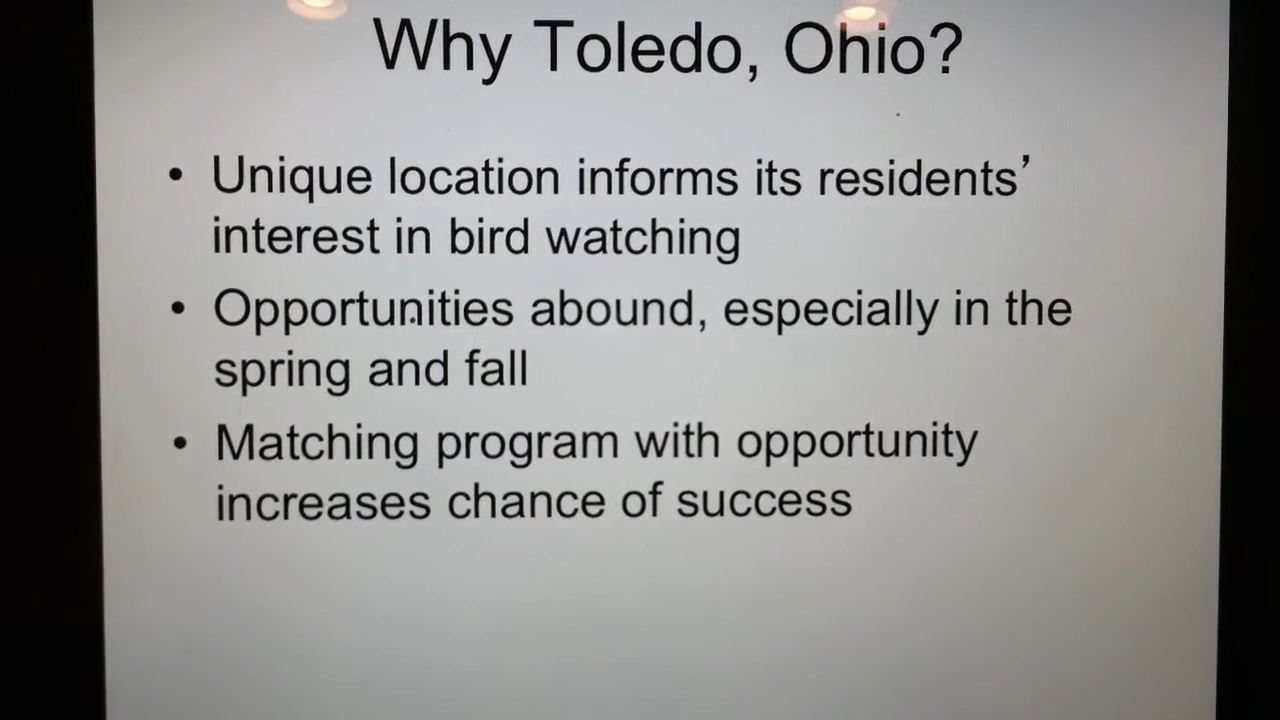 Why Toledo, Ohio?
• Unique location informs its residents’
interest in bird watching
• Opportunities abound, especially in the
spring and fall
• Matching program with opportunity
increases chance of success